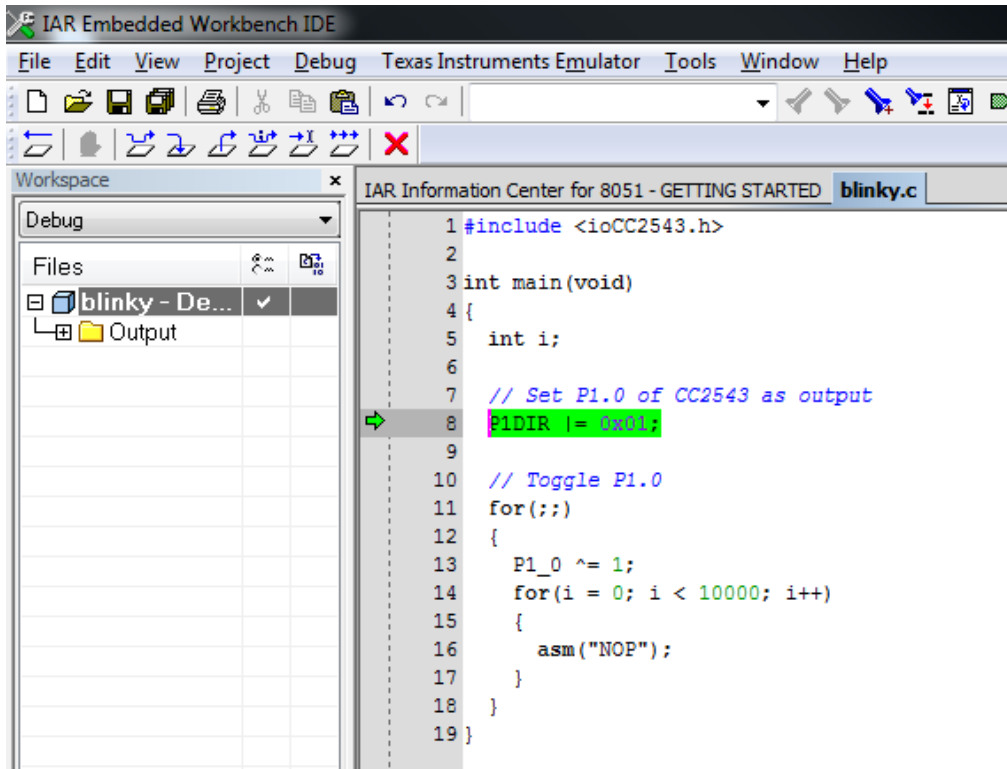 IAR Embedded Workbench IDE
File Edit View Project Debug Texas Instruments Emulator Tools Window Help
Workspace
Debug
Files
blinky - De...
Output
IAR Information Center for 8051 - GETTING STARTED blinky.c
1 #include <ioCC2543.h>
2
3 int main(void)
4 {
5 int i;
6
7 // Set P1.0 of CC2543 as output
8 P1DIR |= 0x01;
9
10 // Toggle P1.0
11 for(;;)
12 {
13 P1_0 ^= 1;
14 for(i = 0; i < 10000; i++)
15 {
16 asm("NOP");
17 }
18 }
19 }